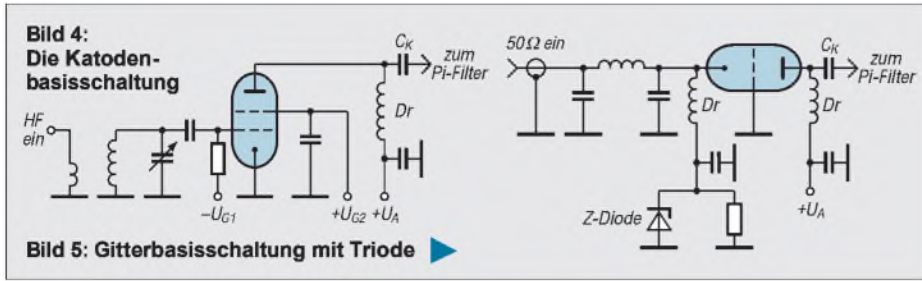 Bild 4:
Die Katoden-
basisschaltung
HF
ein
C_K
zum
Pi-Filter
Dr
–U_G1
+U_G2
+U_A
Bild 5: Gitterbasisschaltung mit Triode
50 Ω ein
C_K
zum
Pi-Filter
Dr
Dr
Z-Diode
+U_A